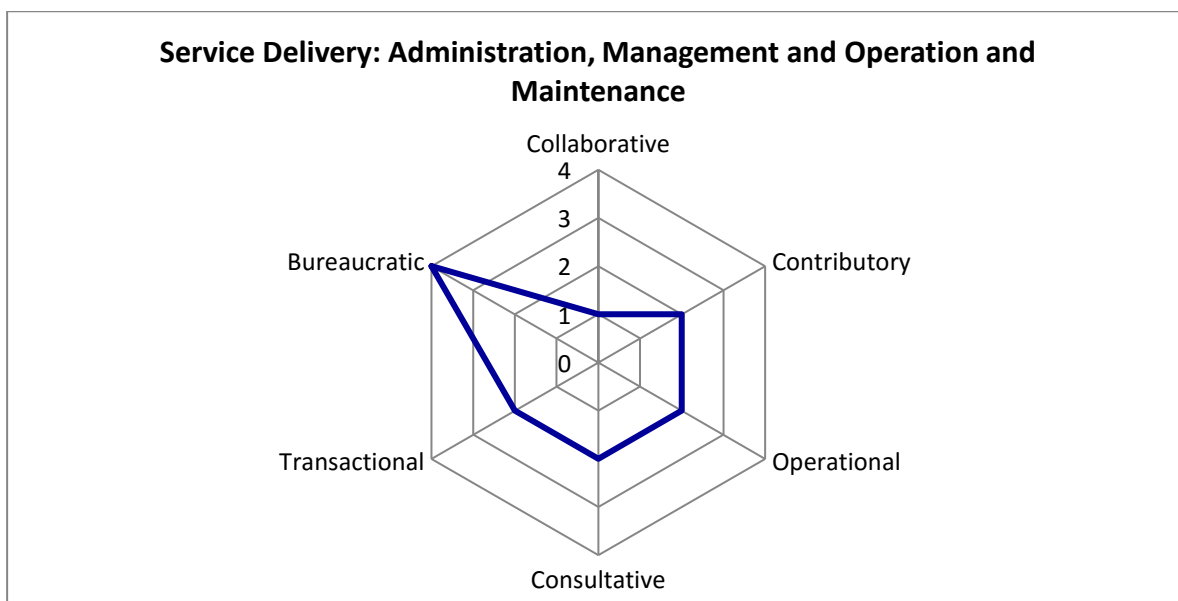 Service Delivery: Administration, Management and Operation and
Maintenance
Collaborative
4
3
2
1
0
Bureaucratic
Contributory
Transactional
Operational
Consultative